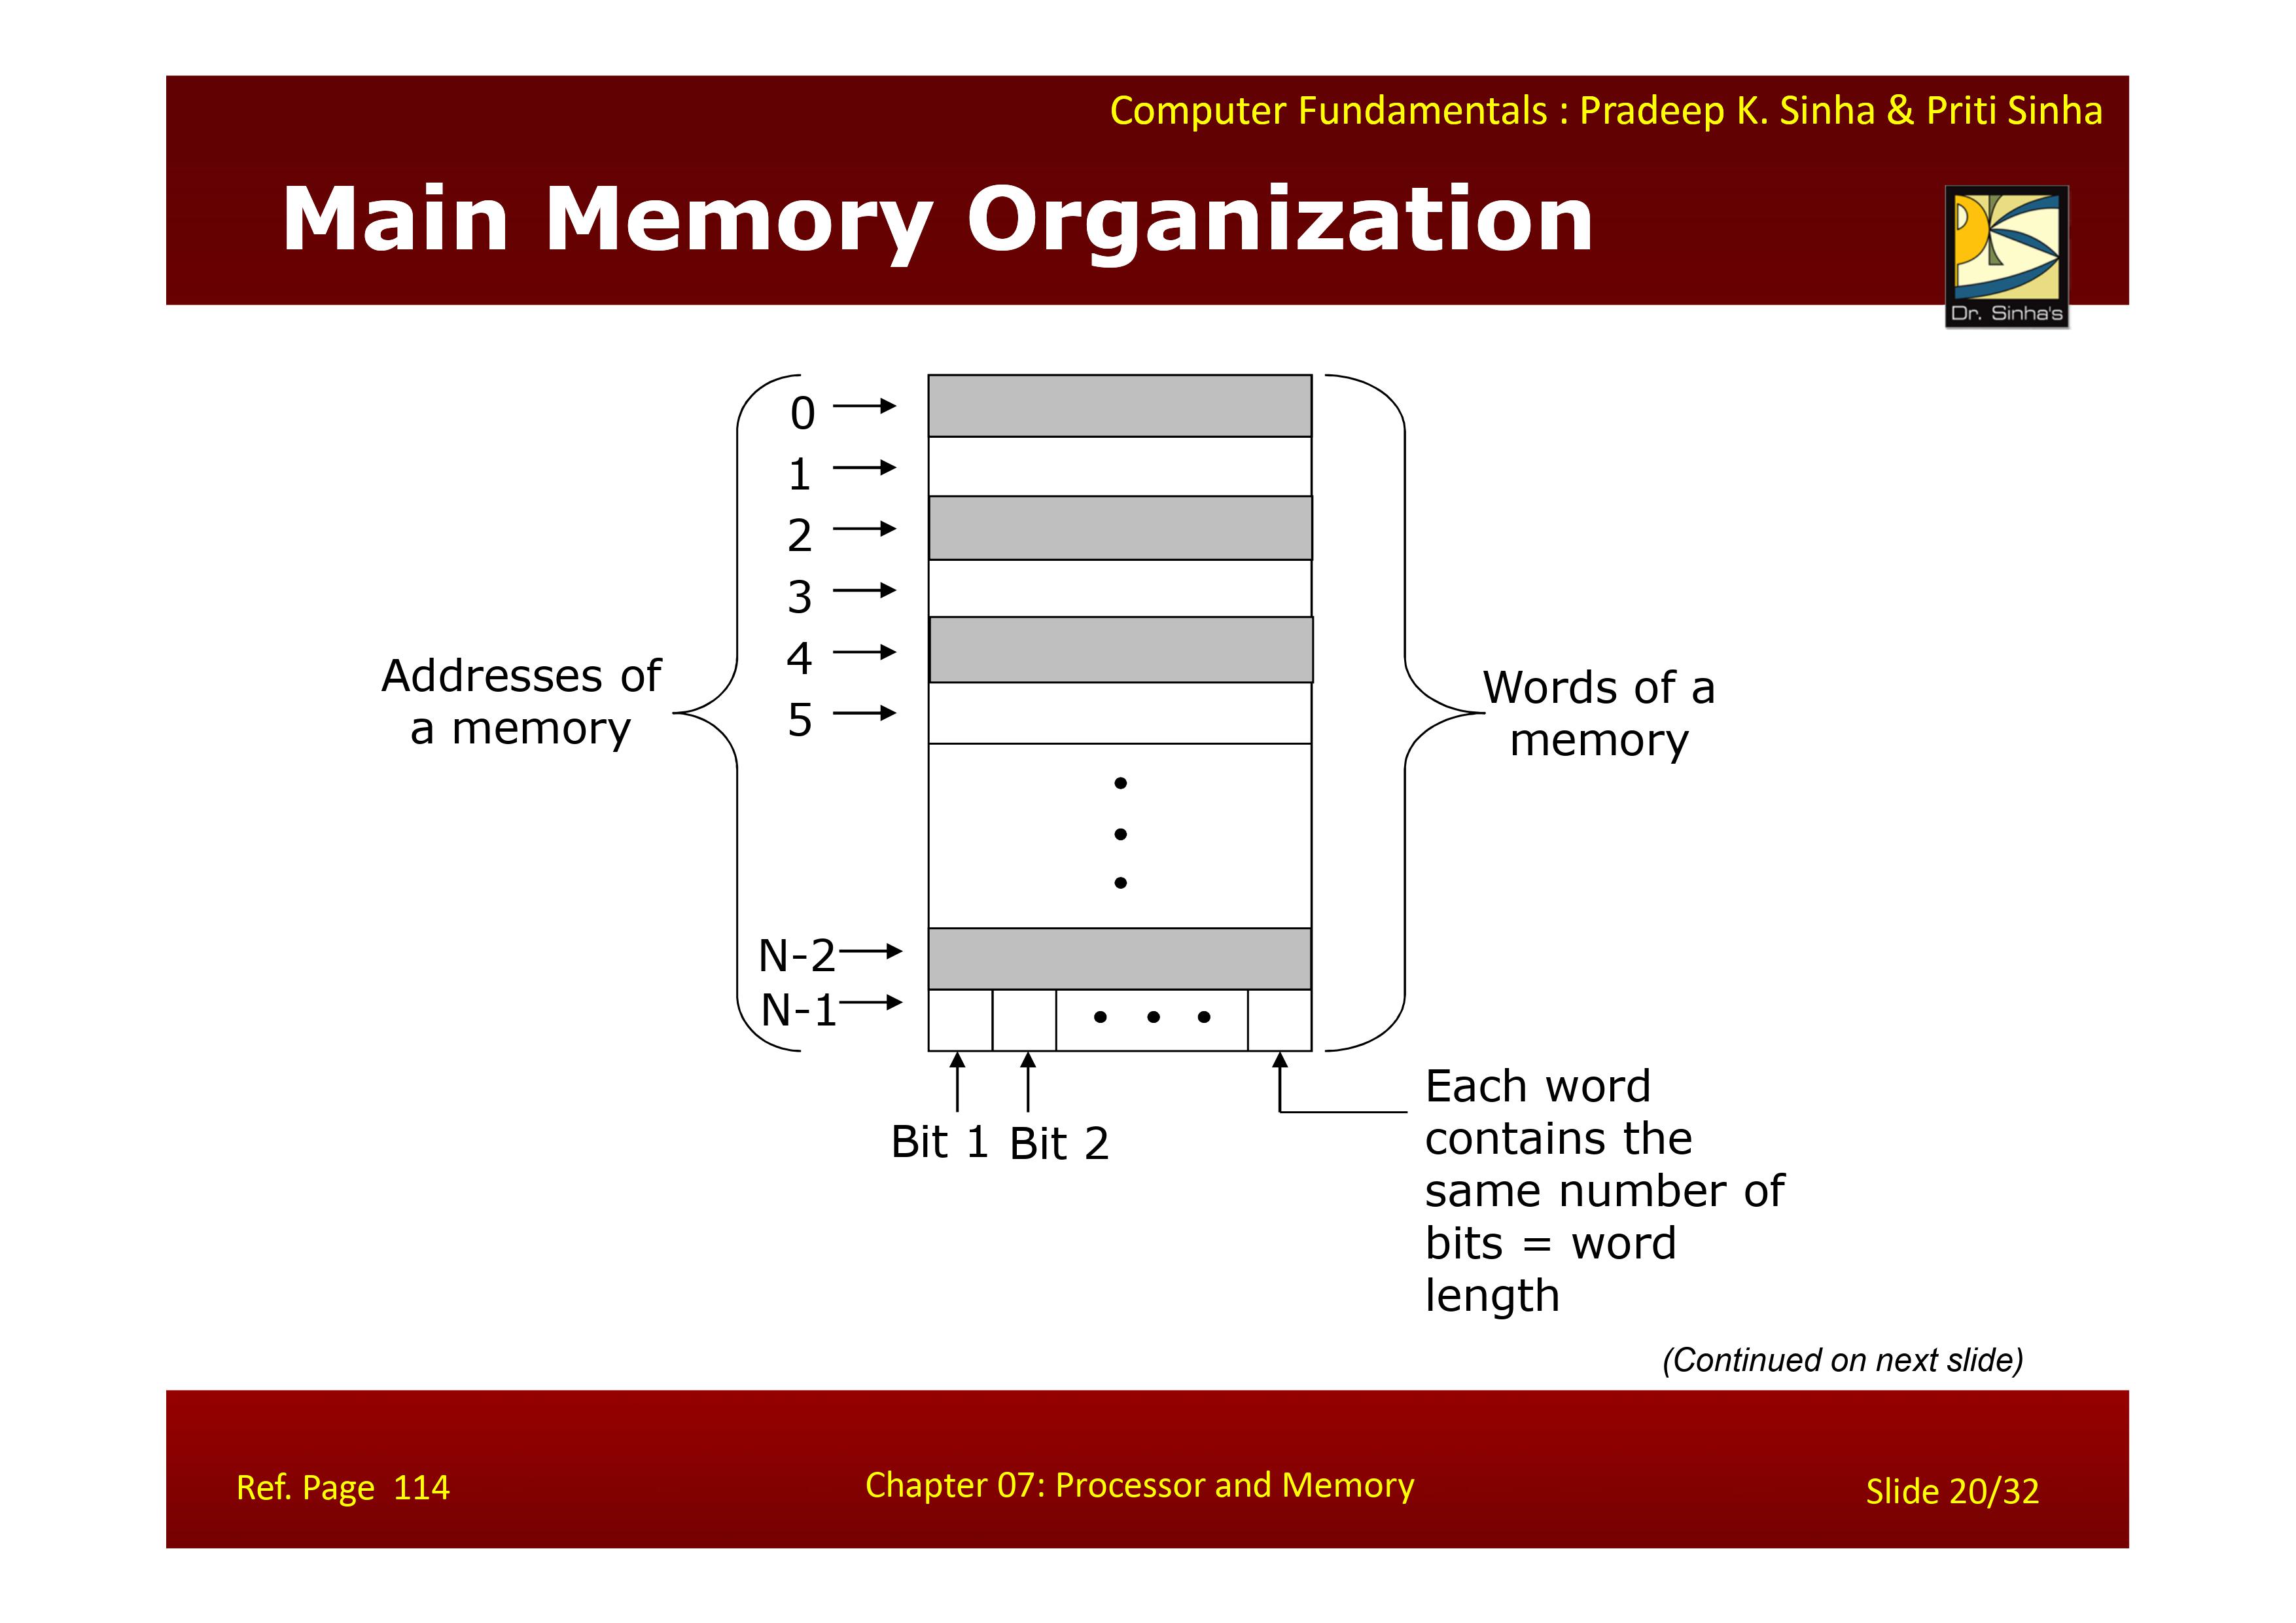 Computer Fundamentals : Pradeep K. Sinha & Priti Sinha
Main Memory Organization
Dr. Sinha's
0
1
2
3
4
5
N-2
N-1
Addresses of
a memory
Words of a
memory
Bit 1 Bit 2
Each word
contains the
same number of
bits = word
length
(Continued on next slide)
Ref. Page 114
Chapter 07: Processor and Memory
Slide 20/32